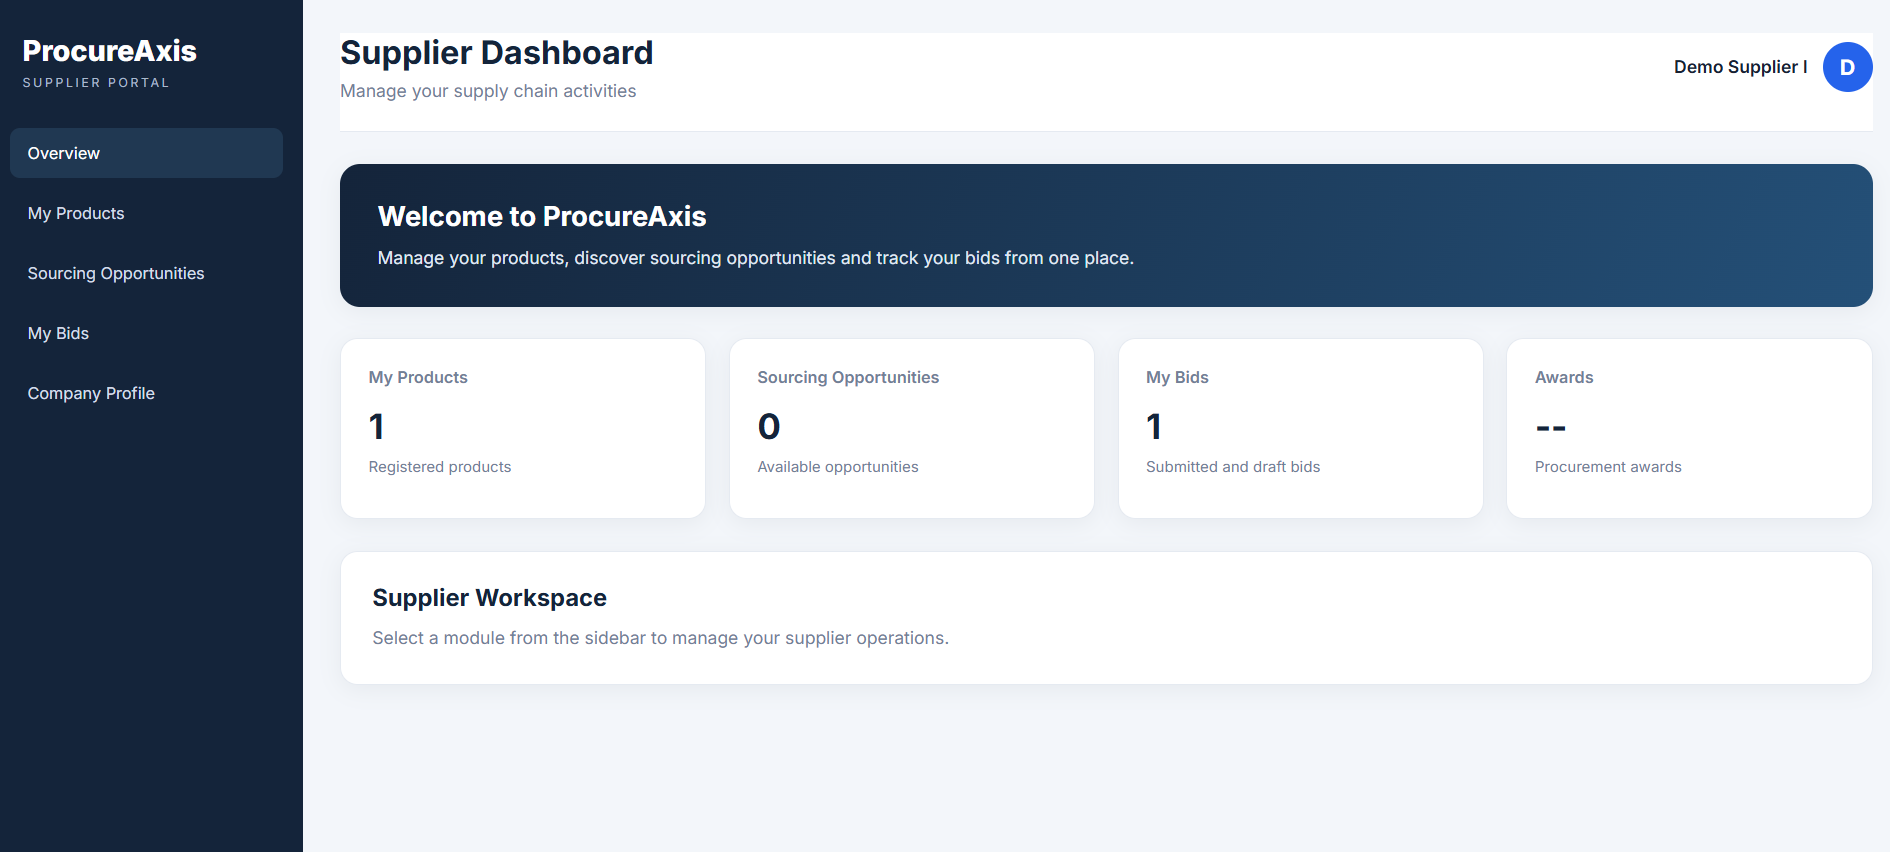 ProcureAxis
SUPPLIER PORTAL
Overview
My Products
Sourcing Opportunities
My Bids
Company Profile
Supplier Dashboard
Manage your supply chain activities
Demo Supplier I
D
Welcome to ProcureAxis
Manage your products, discover sourcing opportunities and track your bids from one place.
My Products
1
Registered products
Sourcing Opportunities
0
Available opportunities
My Bids
1
Submitted and draft bids
Awards
--
Procurement awards
Supplier Workspace
Select a module from the sidebar to manage your supplier operations.